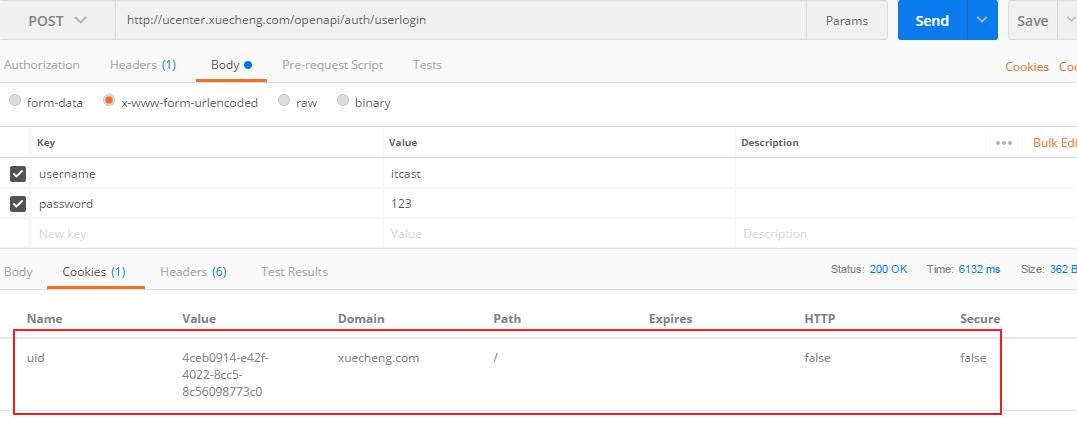 POST http://ucenter.xuecheng.com/openapi/auth/userlogin Params Send Save
Authorization Headers (1) Body Pre-request Script Tests Cookies Coc
form-data x-www-form-urlencoded raw binary
Key Value Description ••• Bulk Edi
username itcast
password 123
New key Value Description
Body Cookies (1) Headers (6) Test Results Status: 200 OK Time: 6132 ms Size: 362 B
Name Value Domain Path Expires HTTP Secure
uid 4ceb0914-e42f- xuecheng.com / false false
4022-8cc5-
8c56098773c0